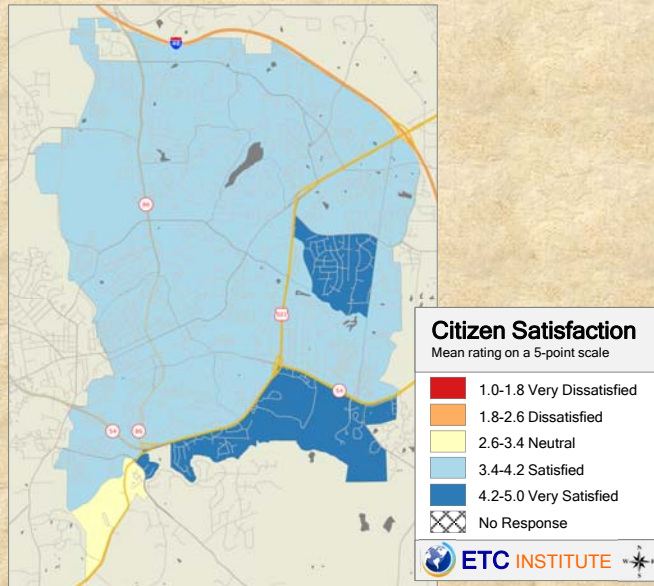 40
86
501
54
54
86
Citizen Satisfaction
Mean rating on a 5-point scale
1.0-1.8 Very Dissatisfied
1.8-2.6 Dissatisfied
2.6-3.4 Neutral
3.4-4.2 Satisfied
4.2-5.0 Very Satisfied
No Response
ETC INSTITUTE
N
W
E
S